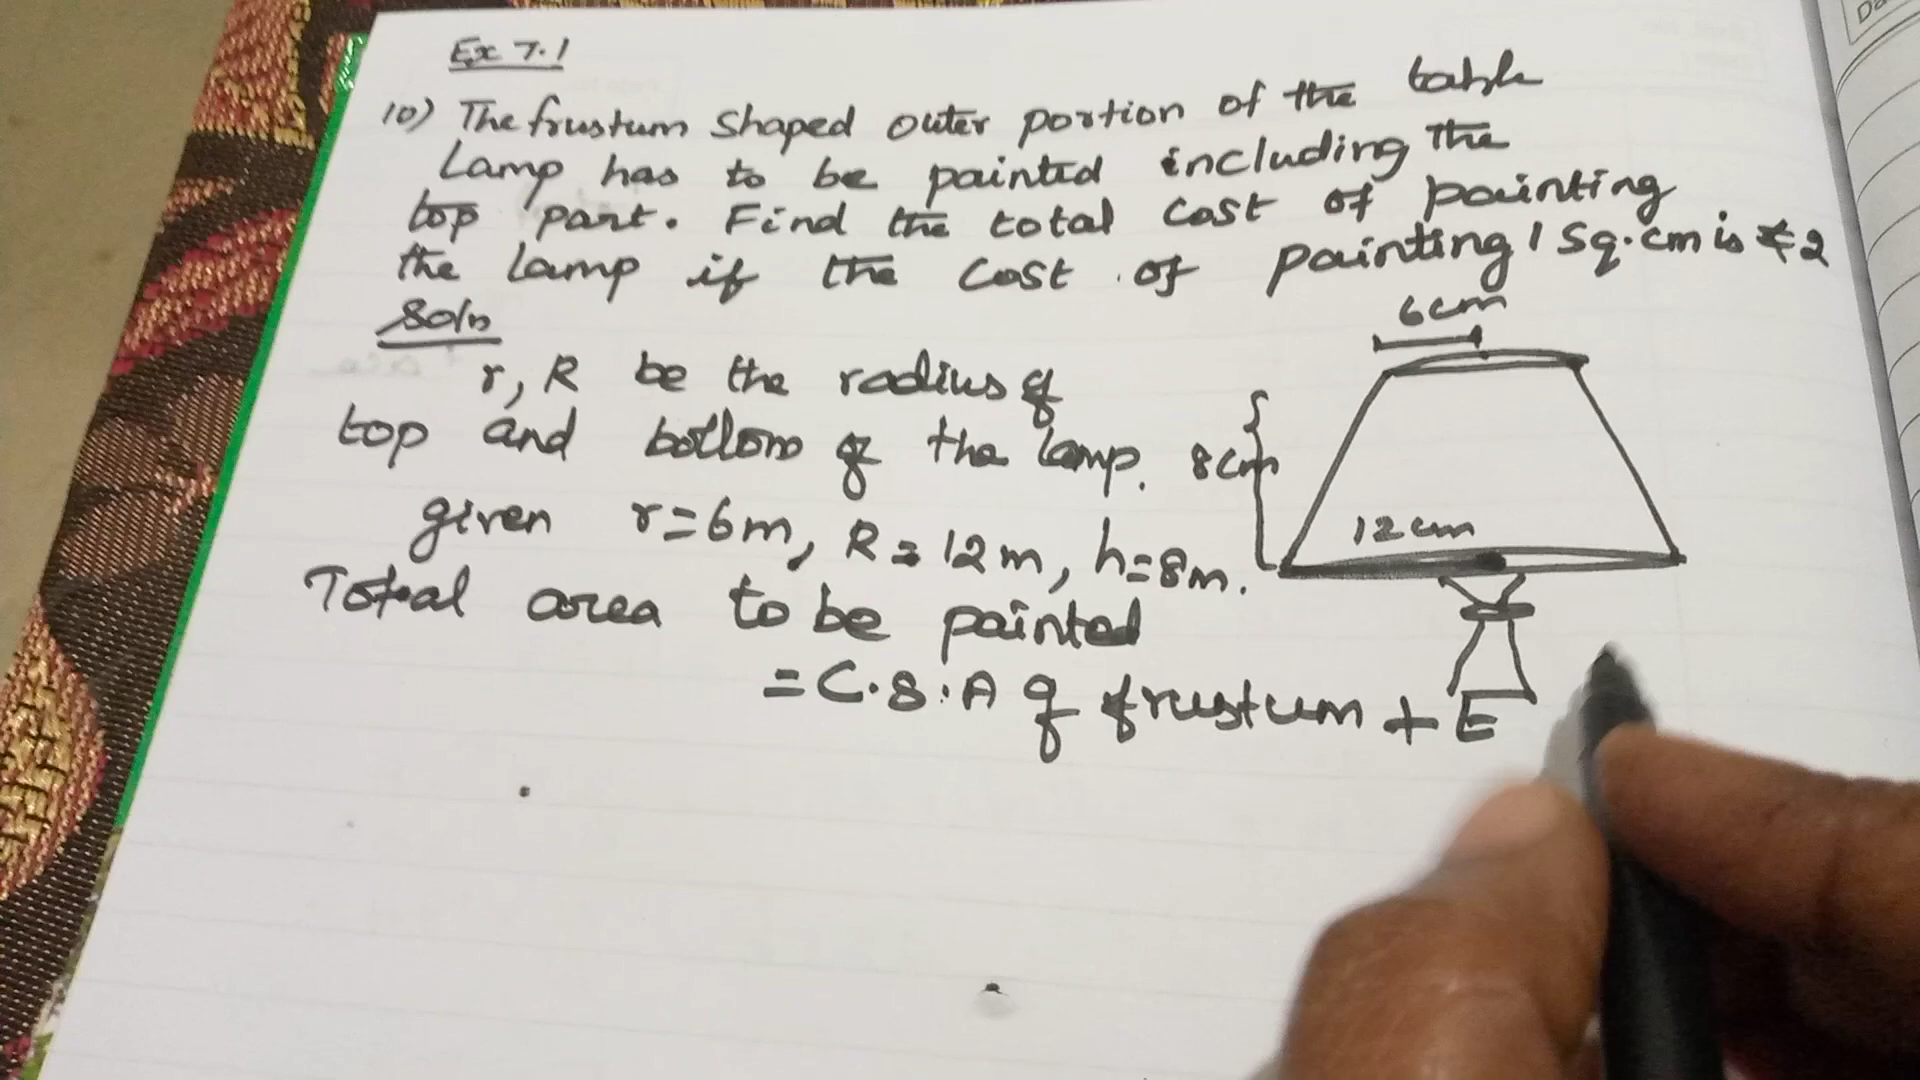 Ex 7.1
10) The frustum shaped outer portion of the table
Lamp has to be painted including the
top part. Find the total cost of painting
the lamp if the cost of painting 1 Sq.cm is ₹2
Soln
6cm
r, R be the radius of
top and bottom of the lamp.
8cm
12cm
given r=6m, R=12m, h=8m.
Total area to be painted
=C.S.A of frustum + E